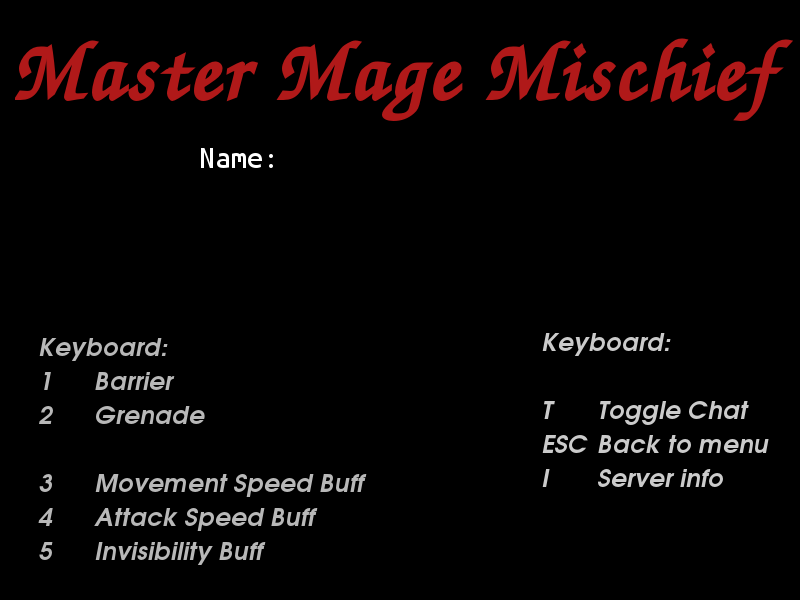 Master Mage Mischief
Name:
Keyboard:
1 Barrier
2 Grenade
3 Movement Speed Buff
4 Attack Speed Buff
5 Invisibility Buff
Keyboard:
T Toggle Chat
ESC Back to menu
I Server info